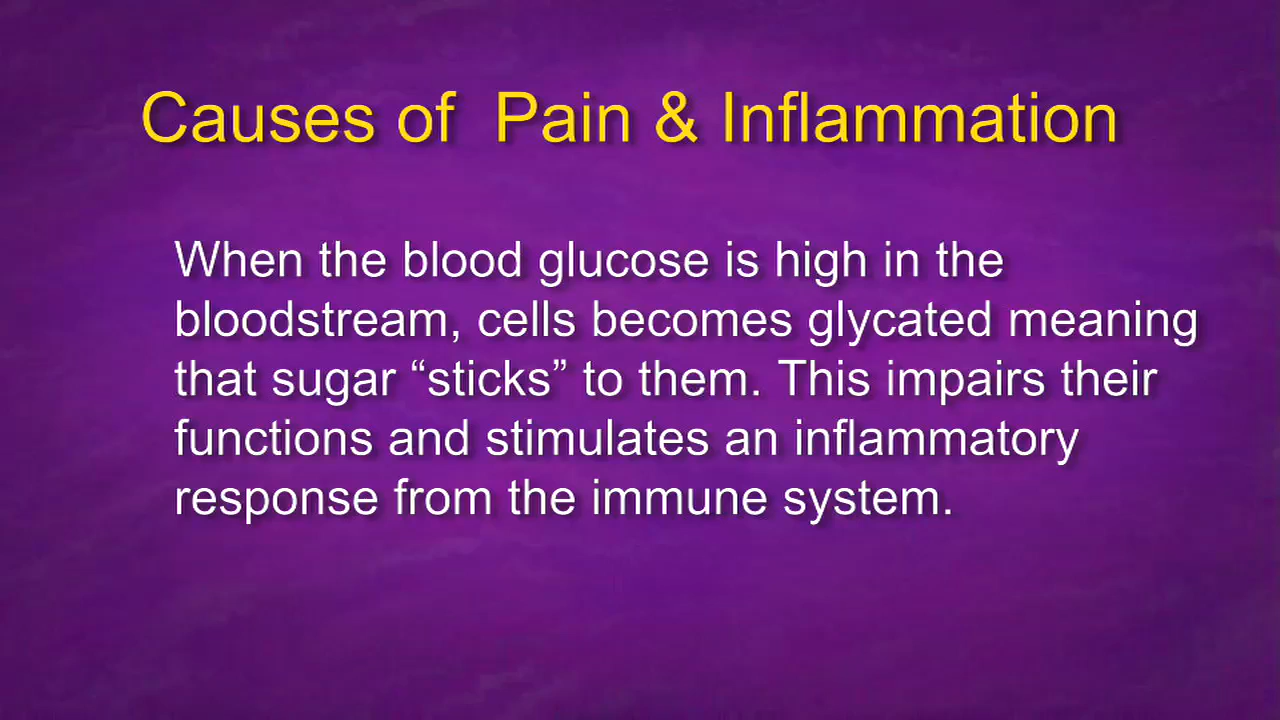 Causes of  Pain & Inflammation
When the blood glucose is high in the
bloodstream, cells becomes glycated meaning
that sugar “sticks” to them. This impairs their
functions and stimulates an inflammatory
response from the immune system.